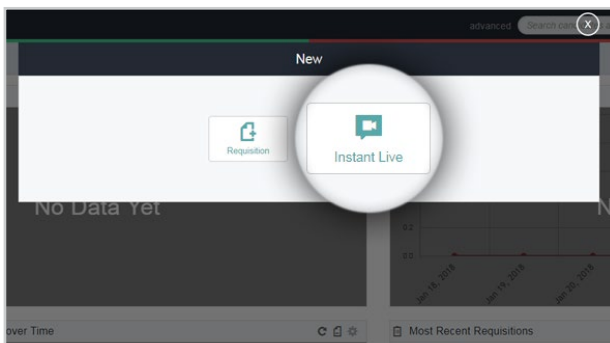 advanced Search can
X
New
Requisition
Instant Live
No Data Yet
N
0.2
0.0
Jan 18, 2018
Jan 19, 2018
Jan 20, 2018
over Time
Most Recent Requisitions